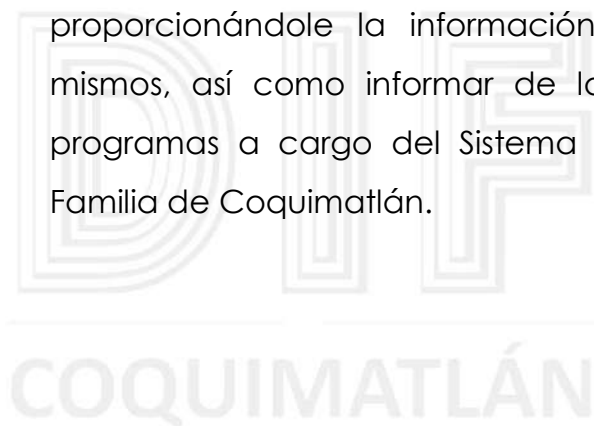 proporcionándole la información
mismos, así como informar de
programas a cargo del Sistema
Familia de Coquimatlán.
DIF
COQUIMATLÁN